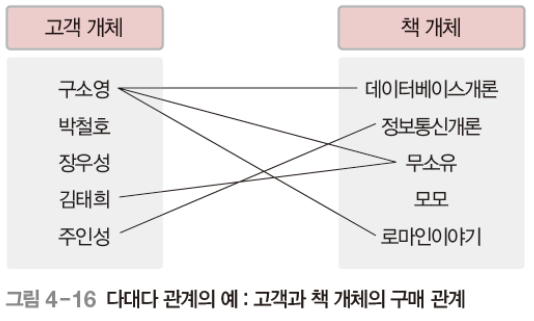 고객 개체
책 개체
구소영
박철호
장우성
김태희
주인성
데이터베이스개론
정보통신개론
무소유
모모
로마인이야기
그림 4-16 다대다 관계의 예 : 고객과 책 개체의 구매 관계